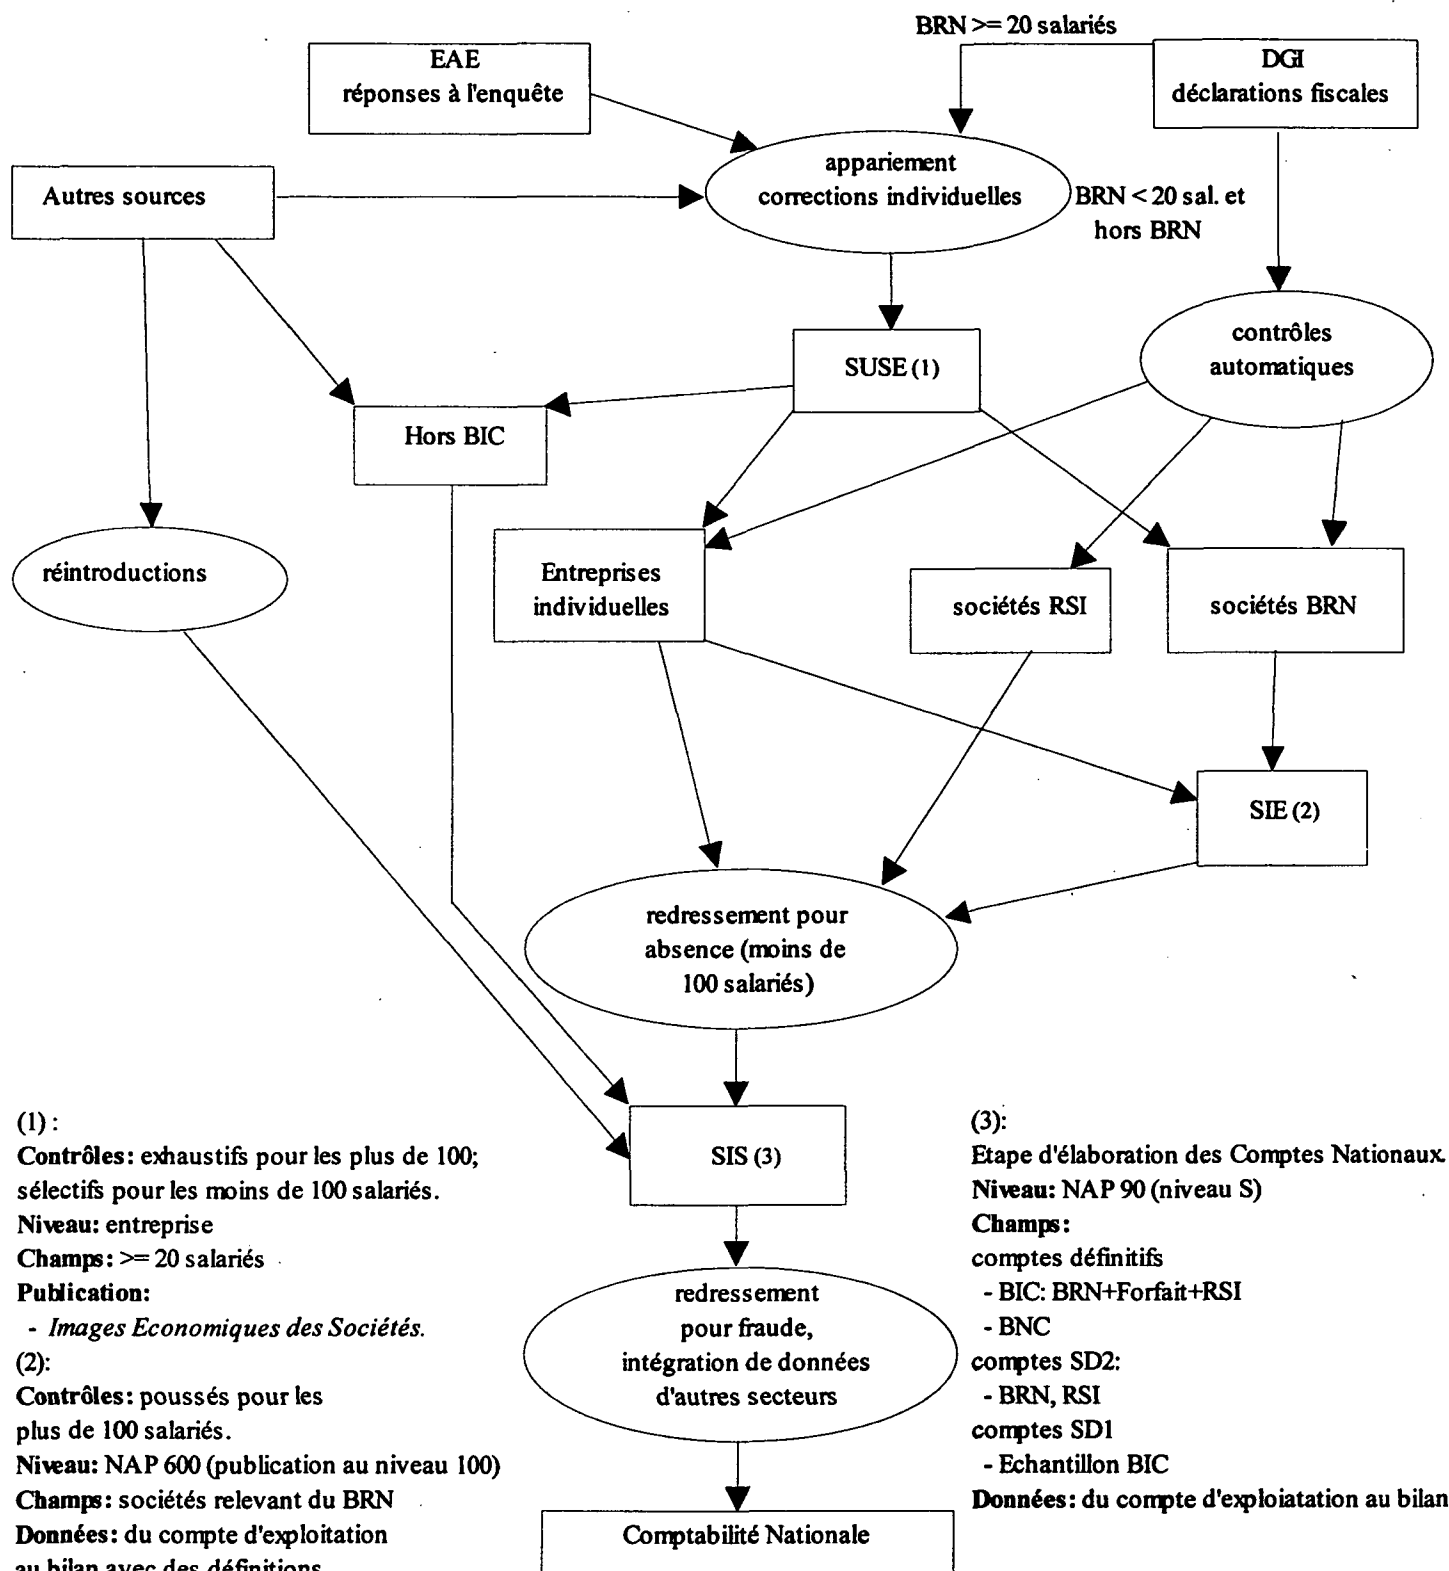 BRN >= 20 salariés
EAE
réponses à l'enquête
DGI
déclarations fiscales
Autres sources
appariement
corrections individuelles
BRN < 20 sal. et
hors BRN
contrôles
automatiques
SUSE (1)
Hors BIC
réintroductions
Entreprises
individuelles
sociétés RSI
sociétés BRN
SIE (2)
redressement pour
absence (moins de
100 salariés)
SIS (3)
redressement
pour fraude,
intégration de données
d'autres secteurs
Comptabilité Nationale
(1) :
Contrôles: exhaustifs pour les plus de 100;
sélectifs pour les moins de 100 salariés.
Niveau: entreprise
Champs: >= 20 salariés
Publication:
- Images Economiques des Sociétés.
(2):
Contrôles: poussés pour les
plus de 100 salariés.
Niveau: NAP 600 (publication au niveau 100)
Champs: sociétés relevant du BRN
Données: du compte d'exploitation
au bilan avec des définitions
(3):
Etape d'élaboration des Comptes Nationaux.
Niveau: NAP 90 (niveau S)
Champs:
comptes définitifs
- BIC: BRN+Forfait+RSI
- BNC
comptes SD2:
- BRN, RSI
comptes SD1
- Echantillon BIC
Données: du compte d'exploiatation au bilan